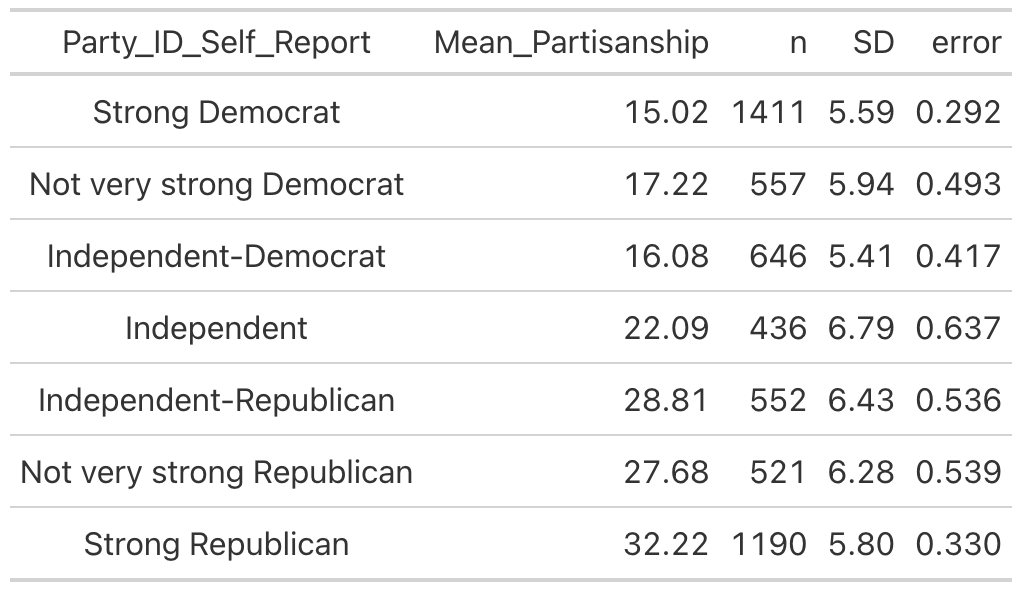 Party_ID_Self_Report Mean_Partisanship n SD error
Strong Democrat 15.02 1411 5.59 0.292
Not very strong Democrat 17.22 557 5.94 0.493
Independent-Democrat 16.08 646 5.41 0.417
Independent 22.09 436 6.79 0.637
Independent-Republican 28.81 552 6.43 0.536
Not very strong Republican 27.68 521 6.28 0.539
Strong Republican 32.22 1190 5.80 0.330